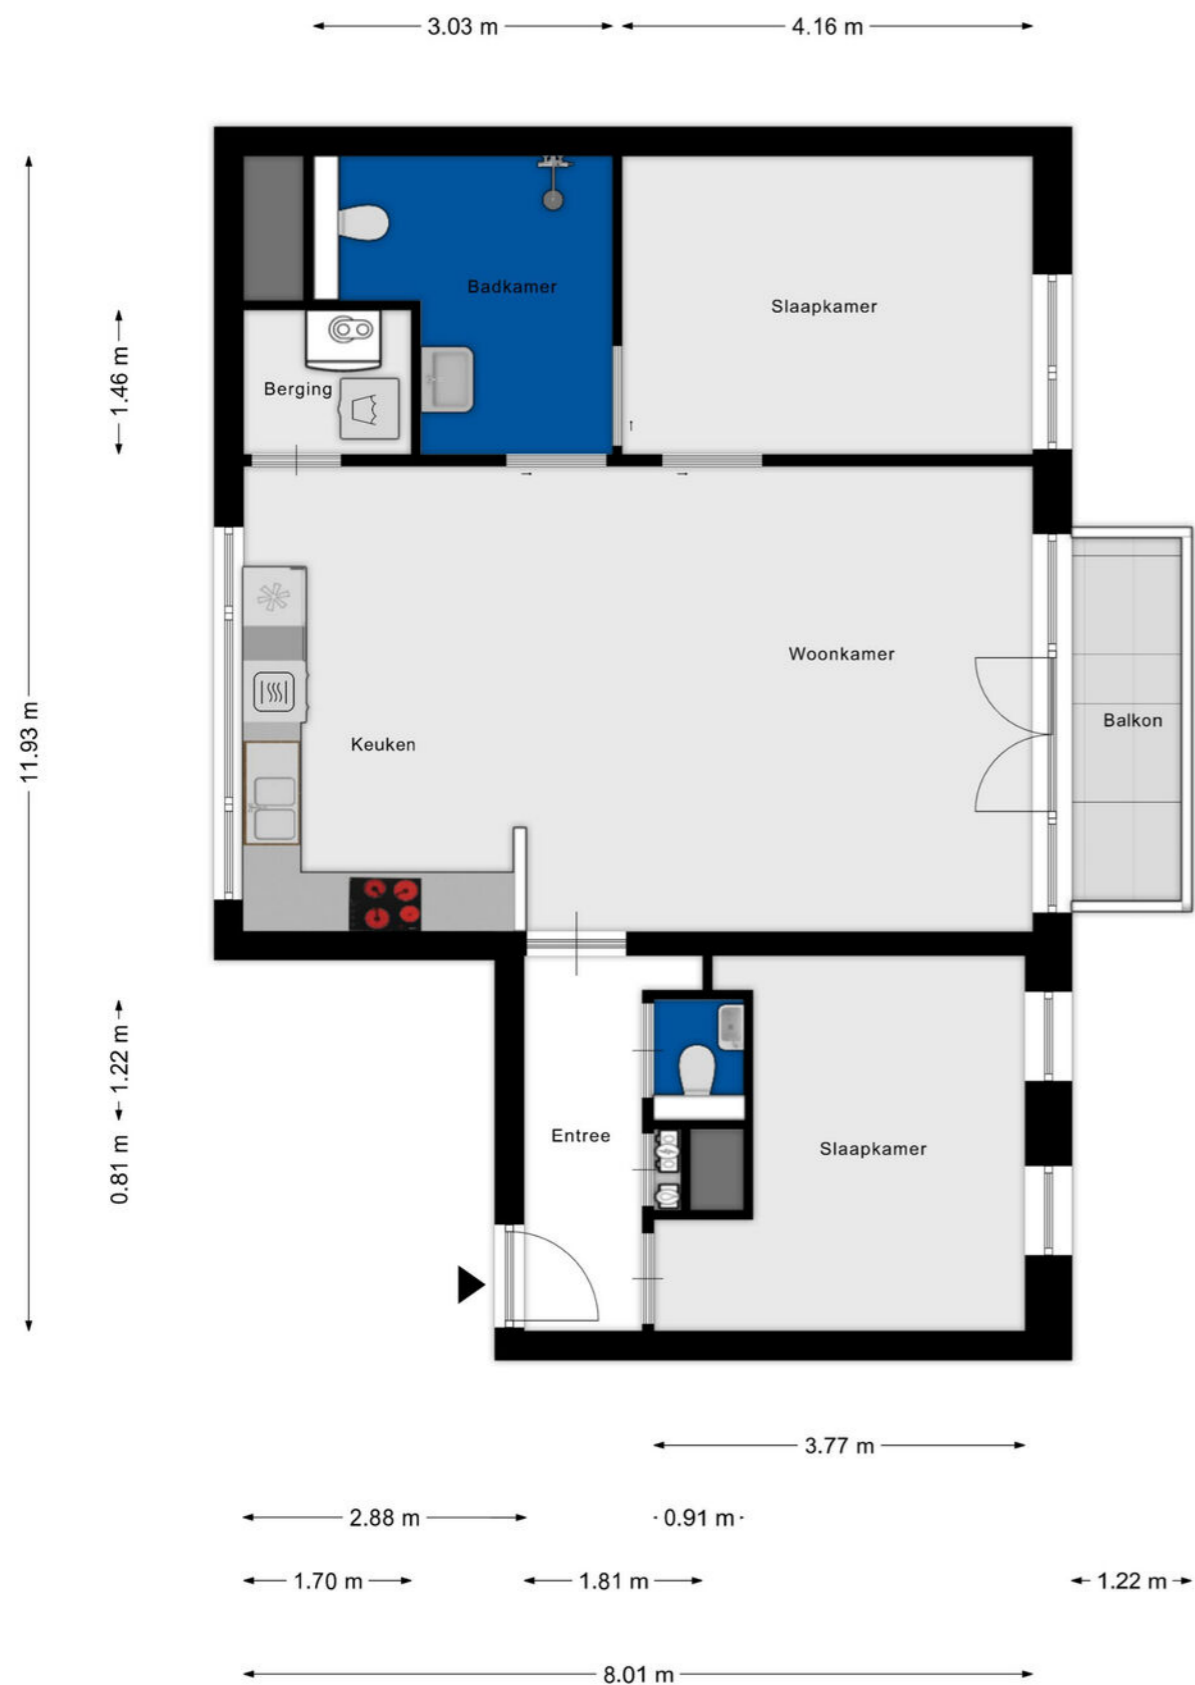 3.03 m
4.16 m
Badkamer
Slaapkamer
1.46 m
Berging
Woonkamer
11.93 m
Balkon
Keuken
1.22 m
0.81 m
Entree
Slaapkamer
3.77 m
2.88 m
0.91 m
1.70 m
1.81 m
1.22 m
8.01 m